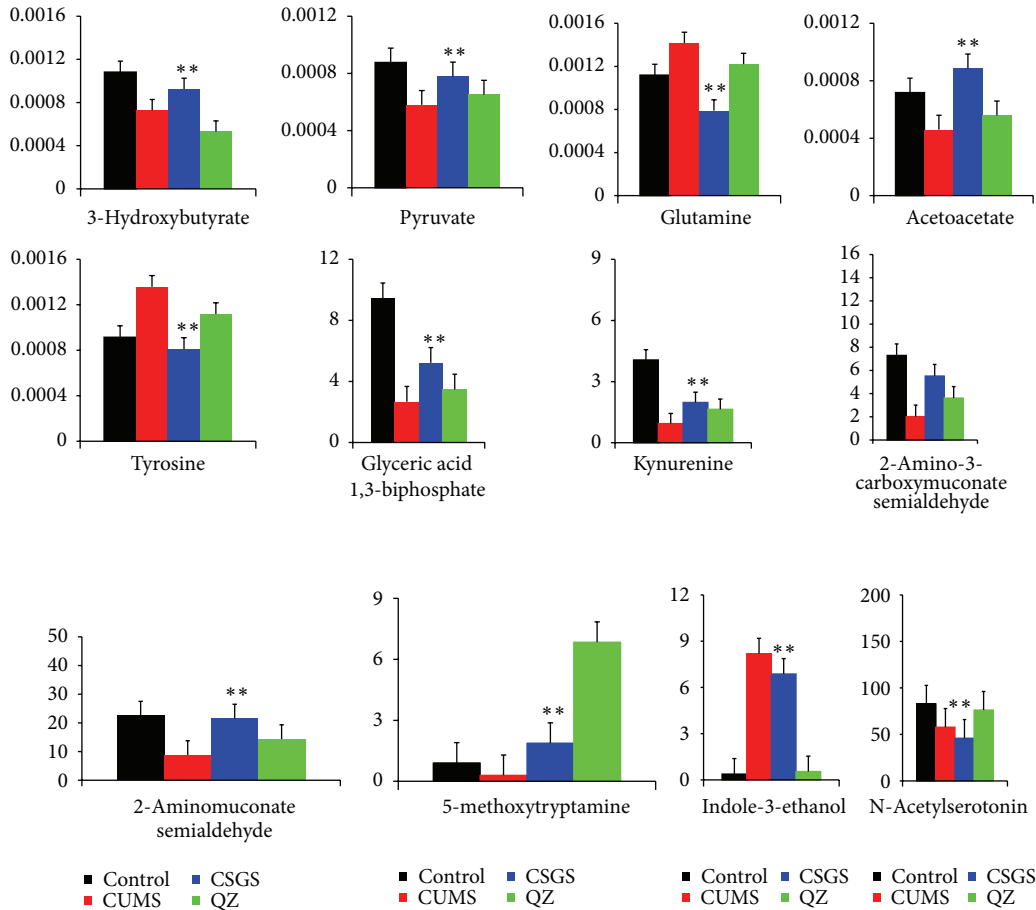 0.0016
0.0012
0.0008
0.0004
0
**
3-Hydroxybutyrate
0.0012
0.0008
0.0004
0
**
Pyruvate
0.0016
0.0012
0.0008
0.0004
0
**
Glutamine
0.0012
0.0008
0.0004
0
**
Acetoacetate
0.0016
0.0012
0.0008
0.0004
0
**
Tyrosine
12
8
4
0
**
Glyceric acid
1,3-biphosphate
9
6
3
0
**
Kynurenine
16
14
12
10
8
6
4
2
0
2-Amino-3-
carboxymuconate
semialdehyde
50
40
30
20
10
0
**
2-Aminomuconate
semialdehyde
9
6
3
0
**
5-methoxytryptamine
12
9
6
3
0
**
Indole-3-ethanol
200
150
100
50
0
**
N-Acetylserotonin
Control CSGS
CUMS QZ
Control CSGS
CUMS QZ
Control CSGS
CUMS QZ
Control CSGS
CUMS QZ